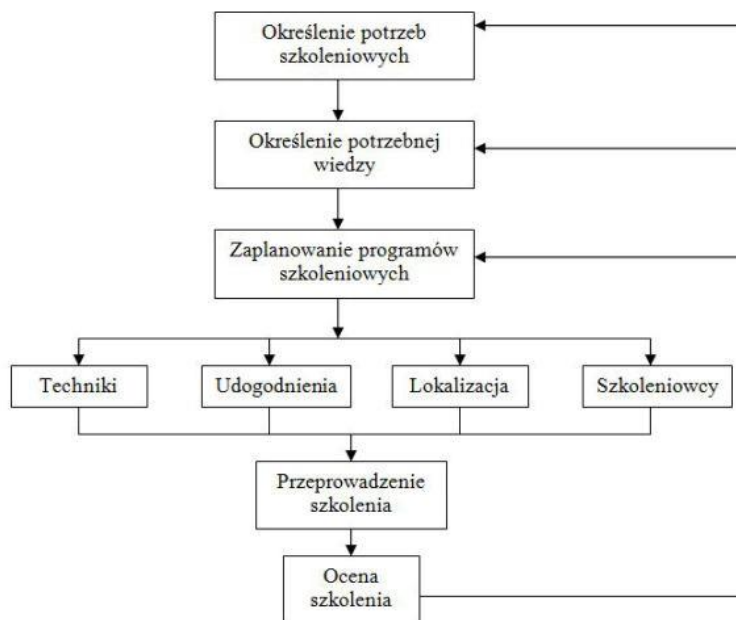 Określenie potrzeb
szkoleniowych
Określenie potrzebnej
wiedzy
Zaplanowanie programów
szkoleniowych
Techniki
Udogodnienia
Lokalizacja
Szkoleniowcy
Przeprowadzenie
szkolenia
Ocena
szkolenia